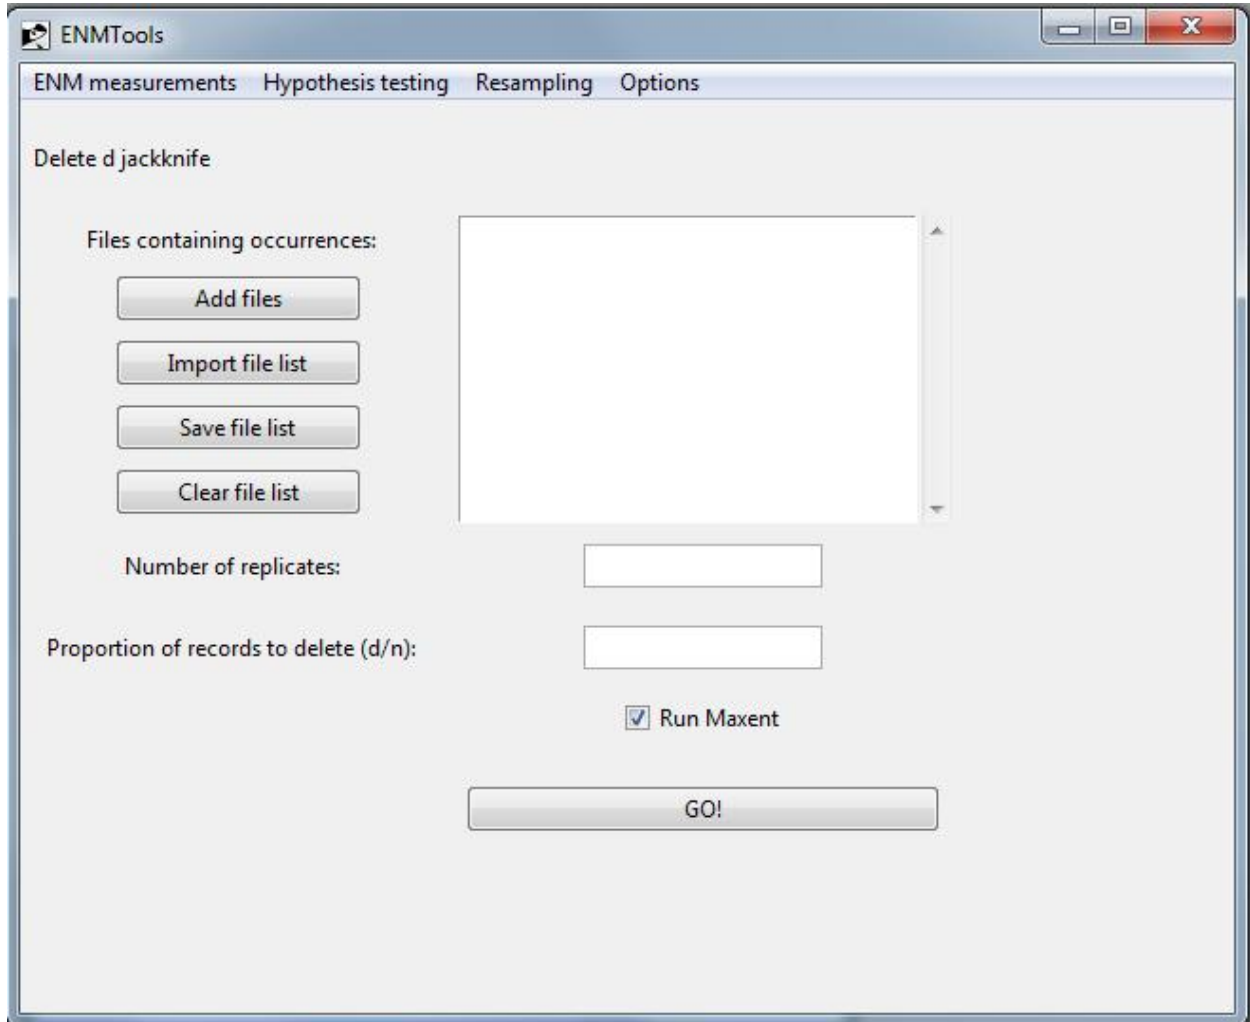 ENMTools
ENM measurements Hypothesis testing Resampling Options
Delete d jackknife
Files containing occurrences:
Add files
Import file list
Save file list
Clear file list
Number of replicates:
Proportion of records to delete (d/n):
Run Maxent
GO!